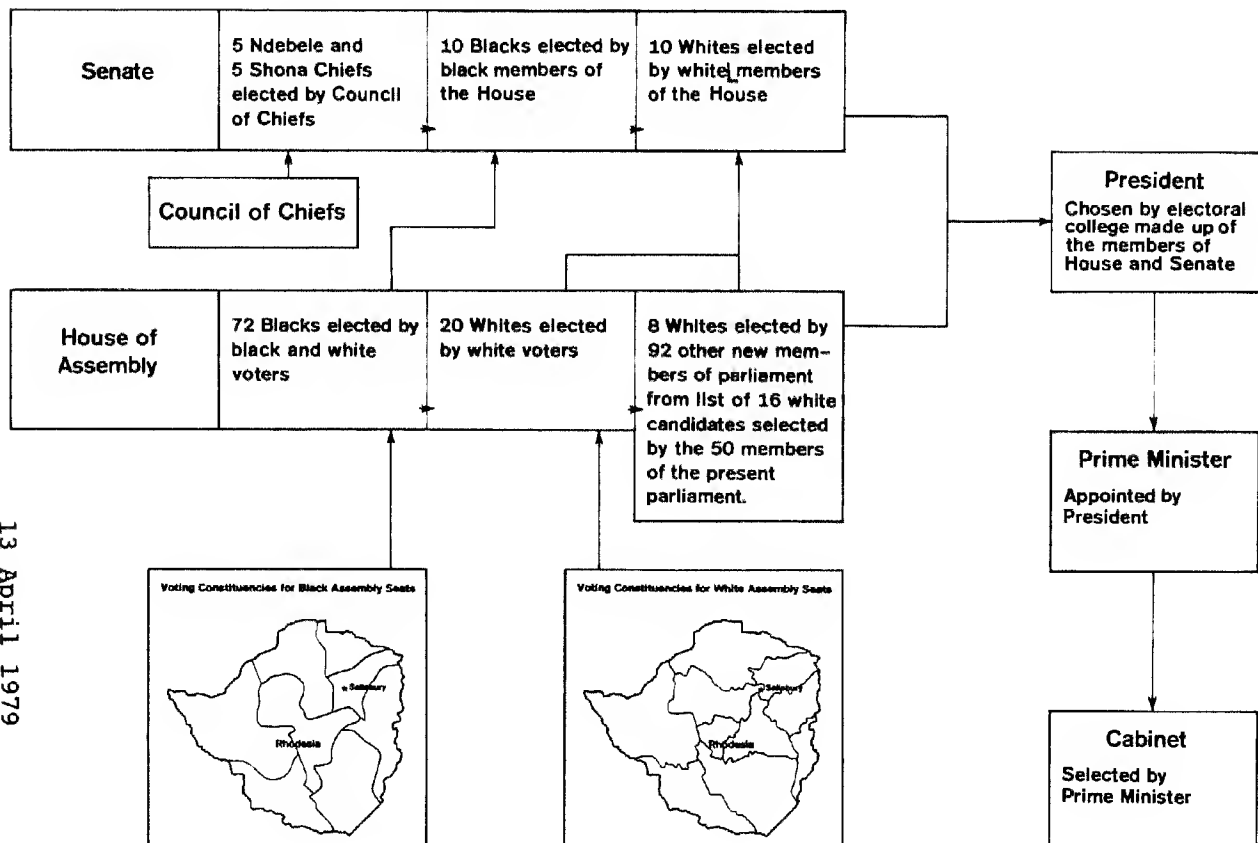 Senate
5 Ndebele and
5 Shona Chiefs
elected by Council
of Chiefs
10 Blacks elected by
black members of
the House
10 Whites elected
by white members
of the House
Council of Chiefs
President
Chosen by electoral
college made up of
the members of
House and Senate
House of
Assembly
72 Blacks elected by
black and white
voters
20 Whites elected
by white voters
8 Whites elected by
92 other new mem-
bers of parliament
from list of 16 white
candidates selected
by the 50 members
of the present
parliament.
Prime Minister
Appointed by
President
13 April 1979
Voting Constituencies for Black Assembly Seats
Salisbury
Rhodesia
Voting Constituencies for White Assembly Seats
Salisbury
Rhodesia
Cabinet
Selected by
Prime Minister